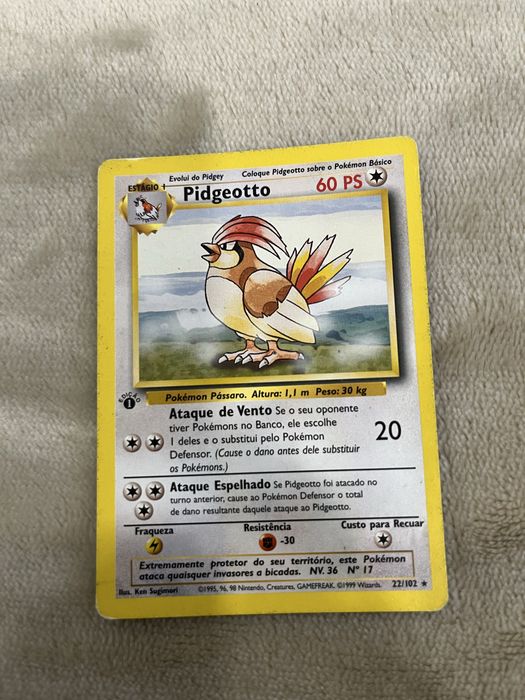 Evolui do Pidgey Coloque Pidgeotto sobre o Pokémon Básico
ESTÁGIO 1
Pidgeotto 60 PS
Pokémon Pássaro. Altura: 1,1 m Peso: 30 kg
EDIÇÃO
1
Ataque de Vento Se o seu oponente
tiver Pokémons no Banco, ele escolhe
1 deles e o substitui pelo Pokémon
Defensor. (Cause o dano antes dele substituir
os Pokémons.)
20
Ataque Espelhado Se Pidgeotto foi atacado no
turno anterior, cause ao Pokémon Defensor o total
de dano resultante daquele ataque ao Pidgeotto.
Fraqueza Resistência Custo para Recuar
-30
Extremamente protetor do seu território, este Pokémon
ataca quaisquer invasores a bicadas. NV. 36 Nº 17
Ilus. Ken Sugimori ©1995, 96, 98 Nintendo, Creatures, GAMEFREAK. ©1999 Wizards. 22/102 ★